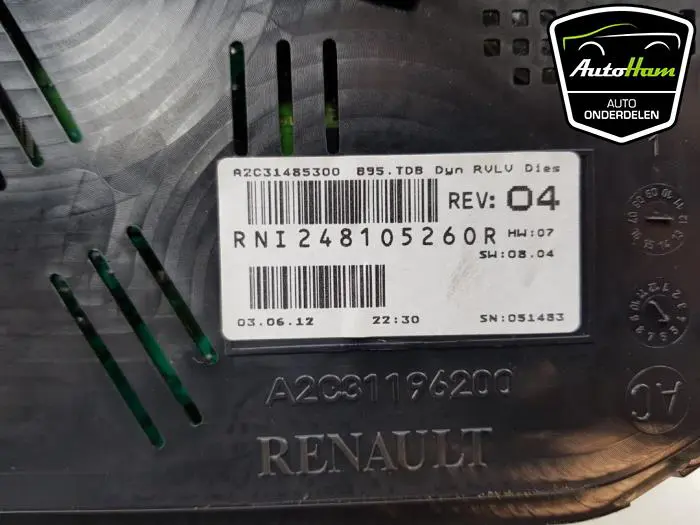 AutoHam
AUTO
ONDERDELEN
A2C31485300 B95.TDB Dyn RVLV Dies
REV: 04
RNI248105260R HW:07
SW:08.04
03.06.12 22:30 SN:051483
A2C31196200
AC
RENAULT